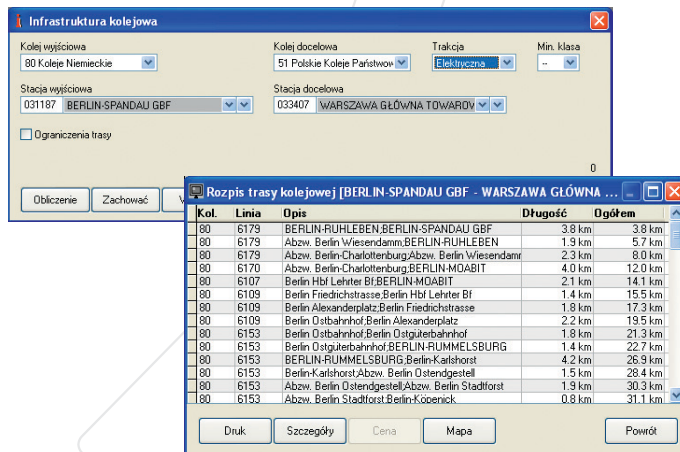 Infrastruktura kolejowa
Kolej wyjściowa Kolej docelowa Trakcja Min. klasa
80 Koleje Niemieckie 51 Polskie Koleje Państwow Elektryczna --
Stacja wyjściowa Stacja docelowa
031187 BERLIN-SPANDAU GBF 033407 WARSZAWA GŁÓWNA TOWAROW
Ograniczenia trasy
0
Obliczenie Zachować
Rozpis trasy kolejowej [BERLIN-SPANDAU GBF - WARSZAWA GŁÓWNA ...
Kol. Linia Opis Długość Ogółem
80 6179 BERLIN-RUHLEBEN;BERLIN-SPANDAU GBF 3.8 km 3.8 km
80 6179 Abzw. Berlin Wiesendamm;BERLIN-RUHLEBEN 1.9 km 5.7 km
80 6179 Abzw. Berlin-Charlottenburg;Abzw. Berlin Wiesendamr 2.3 km 8.0 km
80 6170 Abzw. Berlin-Charlottenburg;BERLIN-MOABIT 4.0 km 12.0 km
80 6107 Berlin Hbf Lehrter Bf;BERLIN-MOABIT 2.1 km 14.1 km
80 6109 Berlin Friedrichstrasse;Berlin Hbf Lehrter Bf 1.4 km 15.5 km
80 6109 Berlin Alexanderplatz;Berlin Friedrichstrasse 1.8 km 17.3 km
80 6109 Berlin Ostbahnhof;Berlin Alexanderplatz 2.2 km 19.5 km
80 6153 Berlin Ostbahnhof;Berlin Ostgüterbahnhof 1.8 km 21.3 km
80 6153 Berlin Ostgüterbahnhof;BERLIN-RUMMELSBURG 1.4 km 22.7 km
80 6153 BERLIN-RUMMELSBURG;Berlin-Karlshorst 4.2 km 26.9 km
80 6153 Berlin-Karlshorst;Abzw. Berlin Ostendgestell 1.5 km 28.4 km
80 6153 Abzw. Berlin Ostendgestell;Abzw. Berlin Stadtforst 1.9 km 30.3 km
80 6153 Abzw. Berlin Stadtforst;Berlin-Köpenick 0.8 km 31.1 km
Druk Szczegóły Cena Mapa Powrót